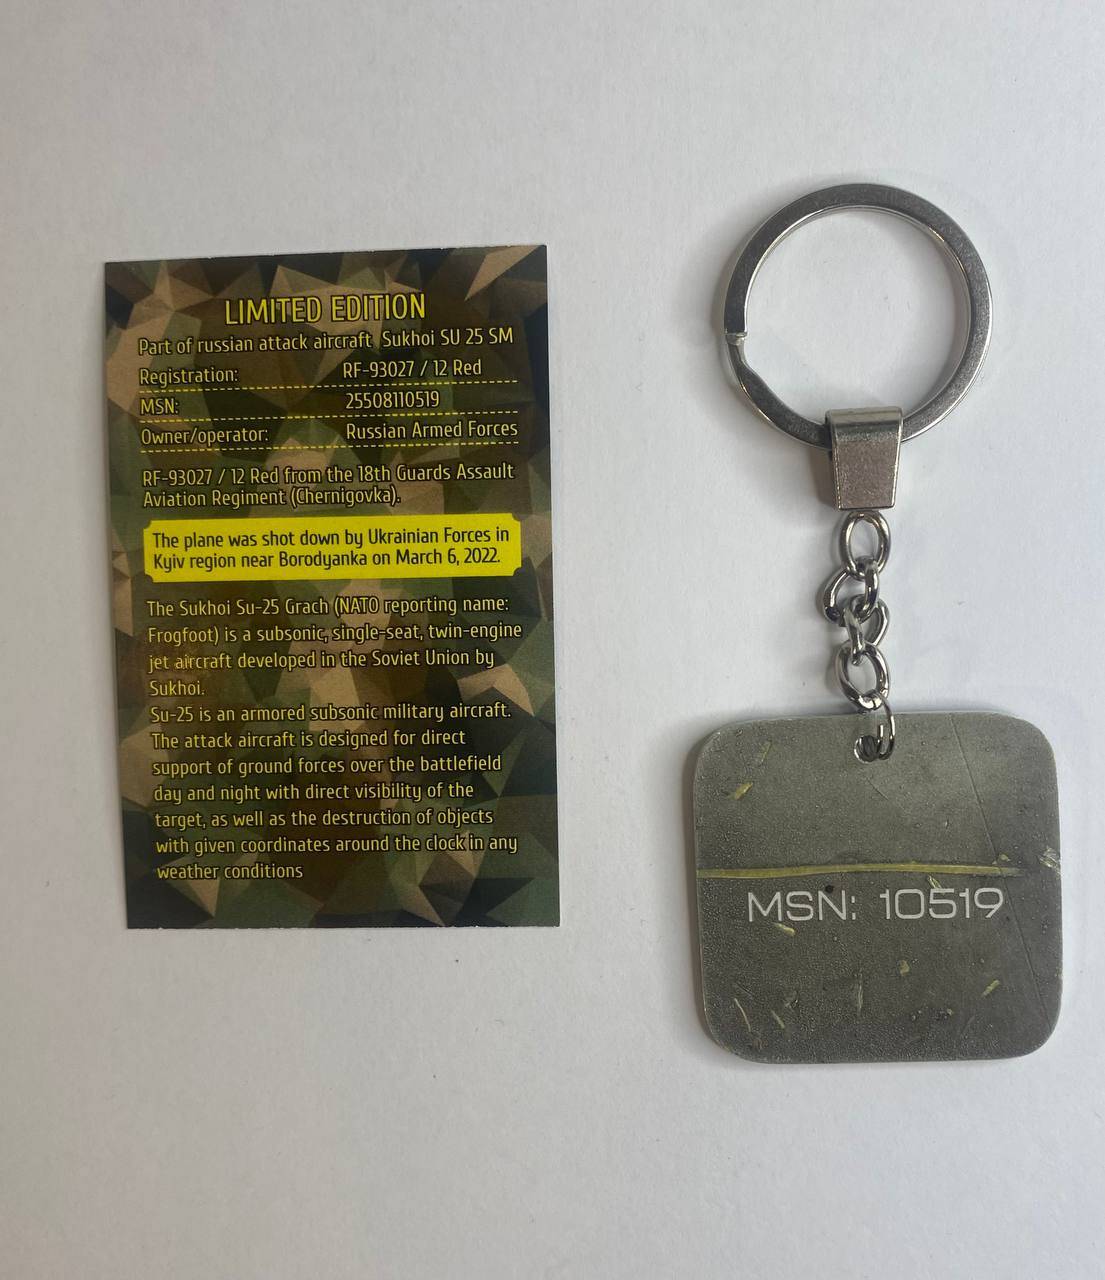 LIMITED EDITION
Part of russian attack aircraft Sukhoi SU 25 SM
Registration: RF-93027 / 12 Red
MSN: 25508110519
Owner/operator: Russian Armed Forces
RF-93027 / 12 Red from the 18th Guards Assault
Aviation Regiment (Chernigovka).
The plane was shot down by Ukrainian Forces in
Kyiv region near Borodyanka on March 6, 2022.
The Sukhoi Su-25 Grach (NATO reporting name:
Frogfoot) is a subsonic, single-seat, twin-engine
jet aircraft developed in the Soviet Union by
Sukhoi.
Su-25 is an armored subsonic military aircraft.
The attack aircraft is designed for direct
support of ground forces over the battlefield
day and night with direct visibility of the
target, as well as the destruction of objects
with given coordinates around the clock in any
weather conditions
MSN: 10519